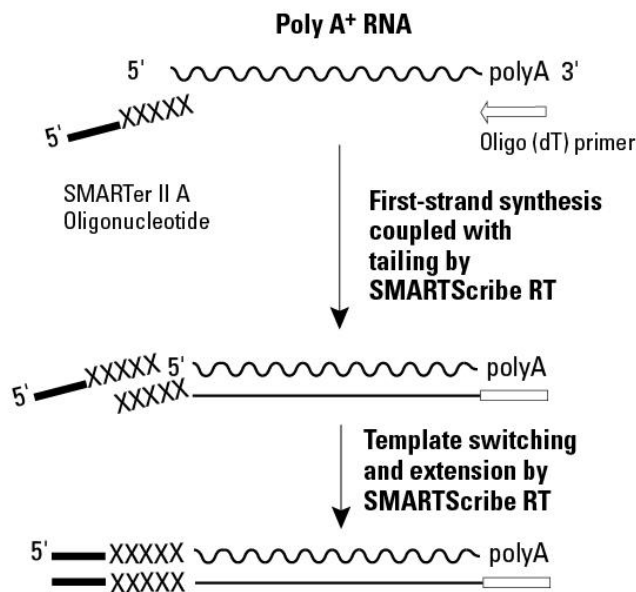 Poly A+ RNA
5' polyA 3'
5' XXXXX
Oligo (dT) primer
SMARTer II A
Oligonucleotide
First-strand synthesis
coupled with
tailing by
SMARTScribe RT
5' XXXXX 5' polyA
XXXXX
Template switching
and extension by
SMARTScribe RT
5' XXXXX polyA
XXXXX